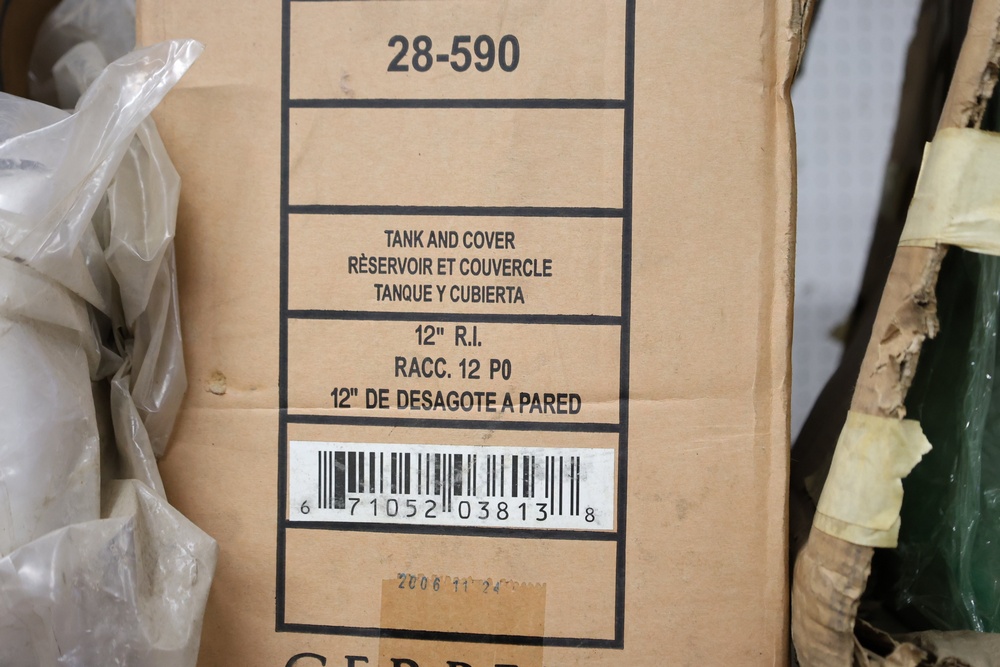 28-590
TANK AND COVER
RÈSERVOIR ET COUVERCLE
TANQUE Y CUBIERTA
12" R.I.
RACC. 12 PO
12" DE DESAGOTE A PARED
6 71052 03813 8
2006 11 24